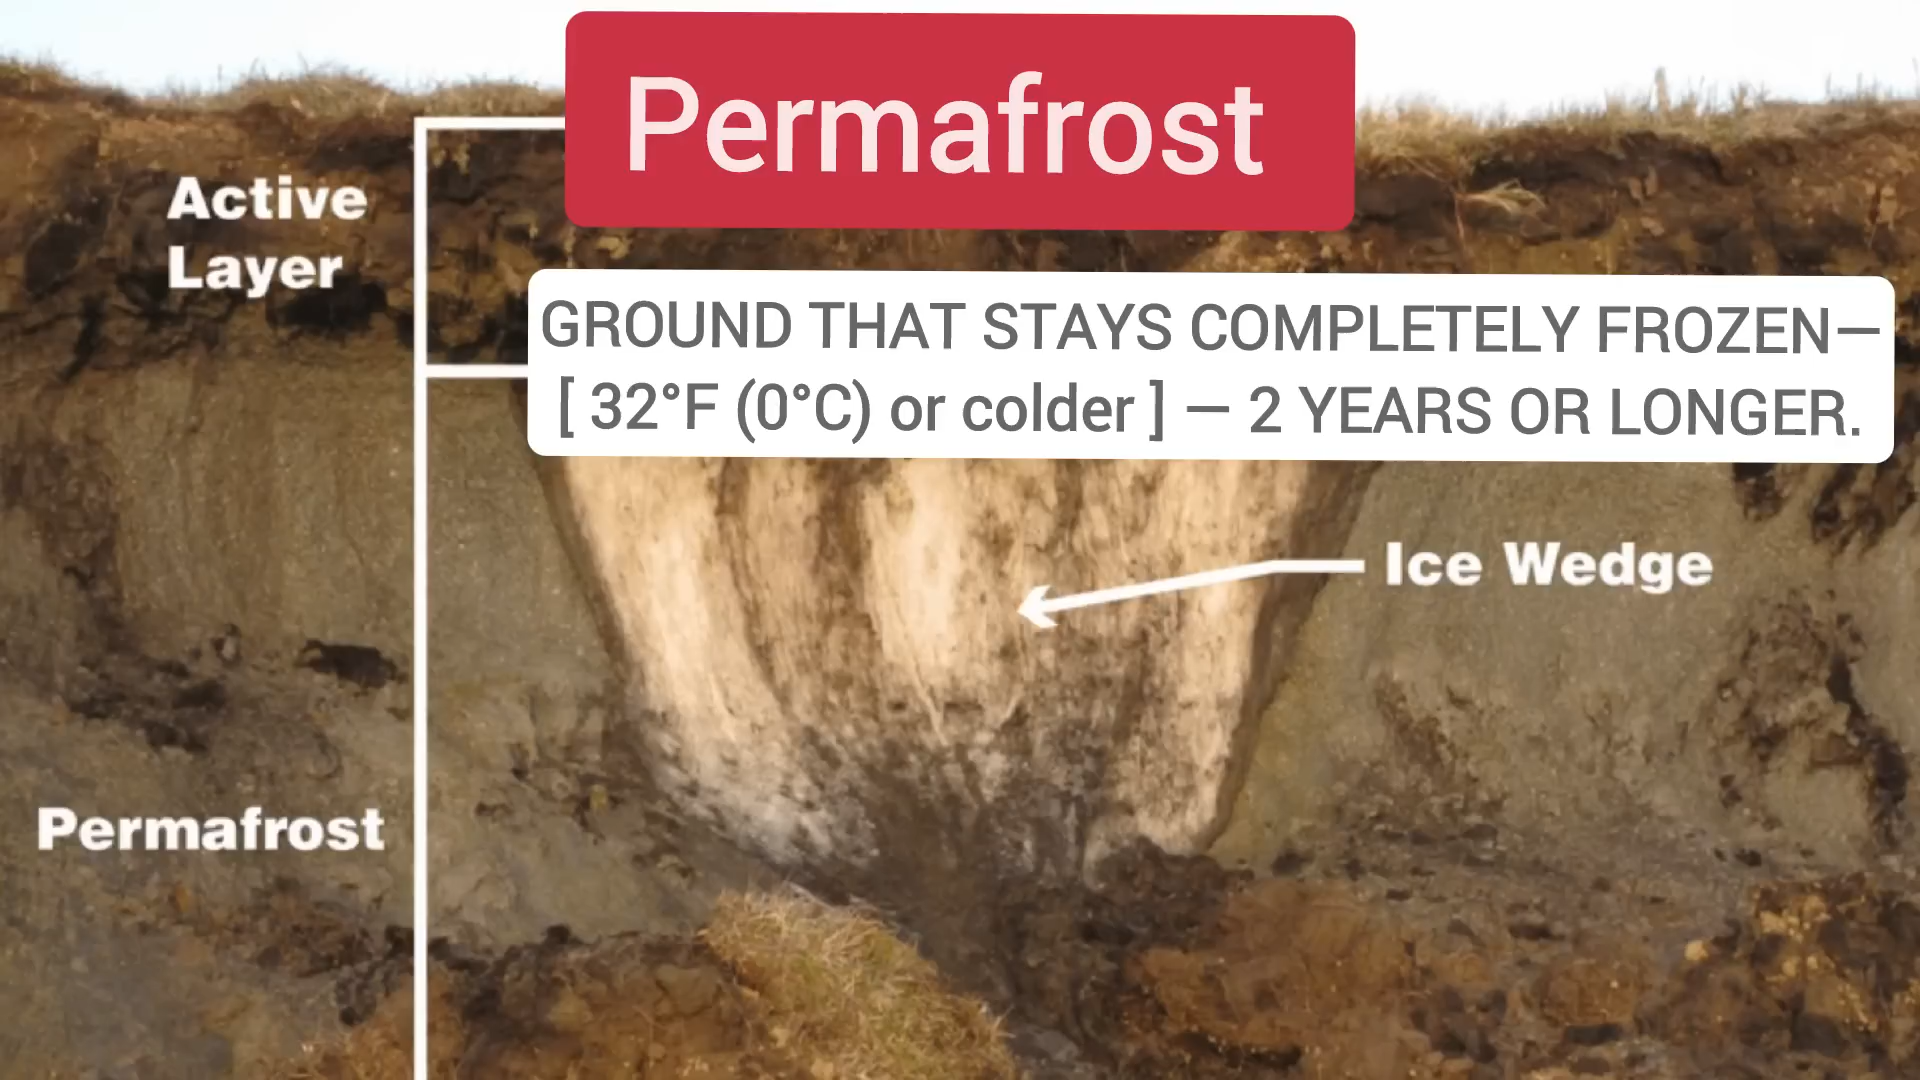 Permafrost
Active
Layer
GROUND THAT STAYS COMPLETELY FROZEN—
[ 32°F (0°C) or colder ] — 2 YEARS OR LONGER.
Ice Wedge
Permafrost